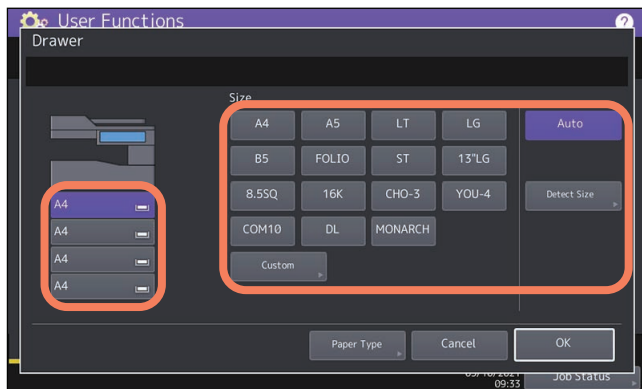 User Functions
?
Drawer
Size
A4 A5 LT LG Auto
B5 FOLIO ST 13"LG
8.5SQ 16K CHO-3 YOU-4 Detect Size
COM10 DL MONARCH
Custom
A4
A4
A4
A4
Paper Type Cancel OK
09:33 Job Status